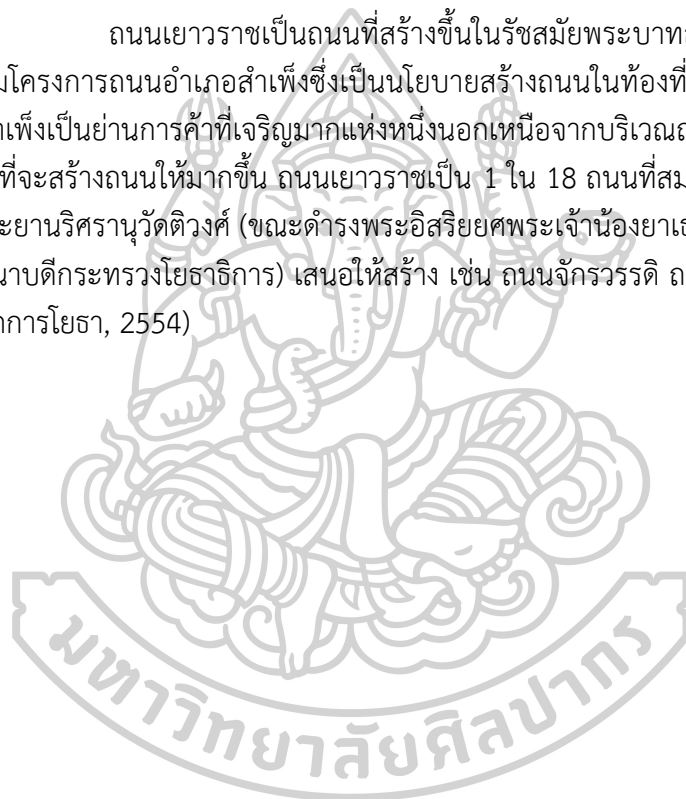 ถนนเยาวราชเป็นถนนที่สร้างขึ้นในรัชสมัยพระบาท
มโครงการถนนอำเภอสำเพ็งซึ่งเป็นนโยบายสร้างถนนในท้องที่
าเพ็งเป็นย่านการค้าที่เจริญมากแห่งหนึ่งนอกเหนือจากบริเวณ
ที่จะสร้างถนนให้มากขึ้น ถนนเยาวราชเป็น 1 ใน 18 ถนนที่สม
ะยานริศรานุวัดติวงศ์ (ขณะดำรงพระอิสริยยศพระเจ้าน้องยาเ
นาบดีกระทรวงโยธาธิการ) เสนอให้สร้าง เช่น ถนนจักรวรรดิ ถ
าการโยธา, 2554)
มหาวิทยาลัยศิลปากร